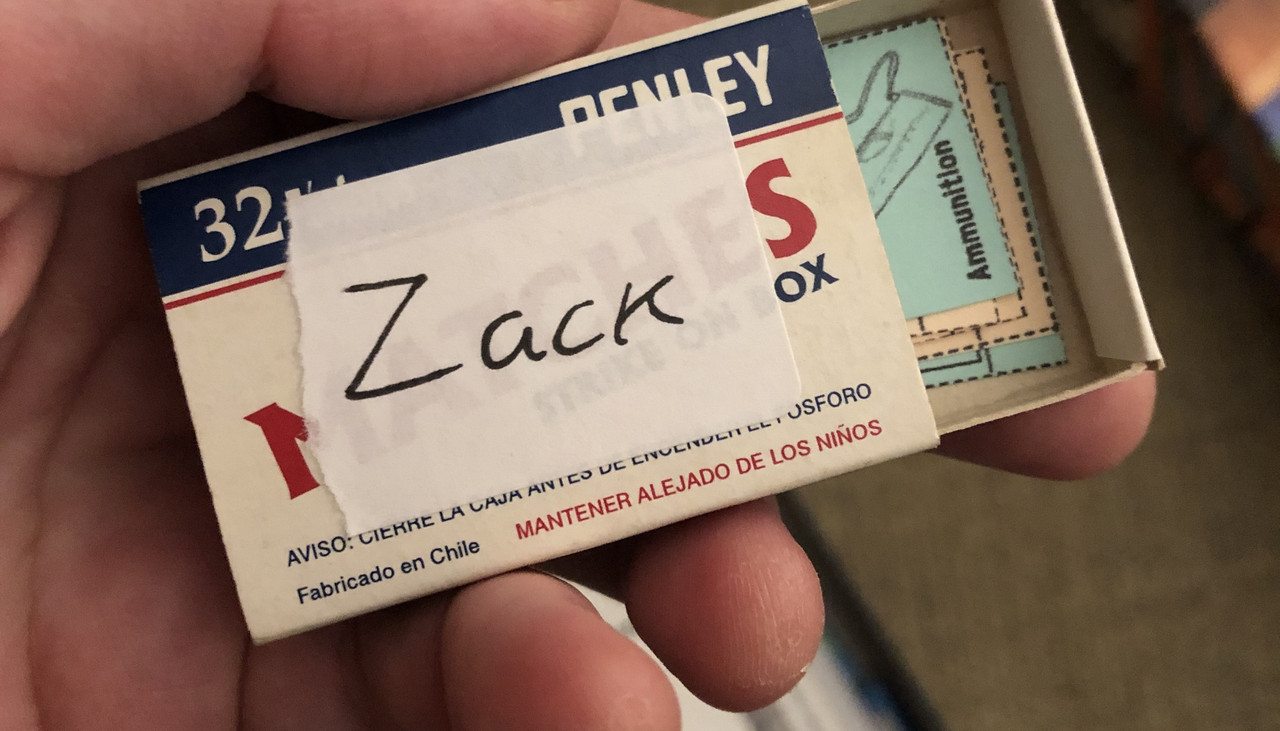 PENLEY
32
Zack
S
OX
AVISO: CIERRE LA CAJA ANTES DE ENCENDER EL FOSFORO
Fabricado en Chile
MANTENER ALEJADO DE LOS NIÑOS
Ammunition